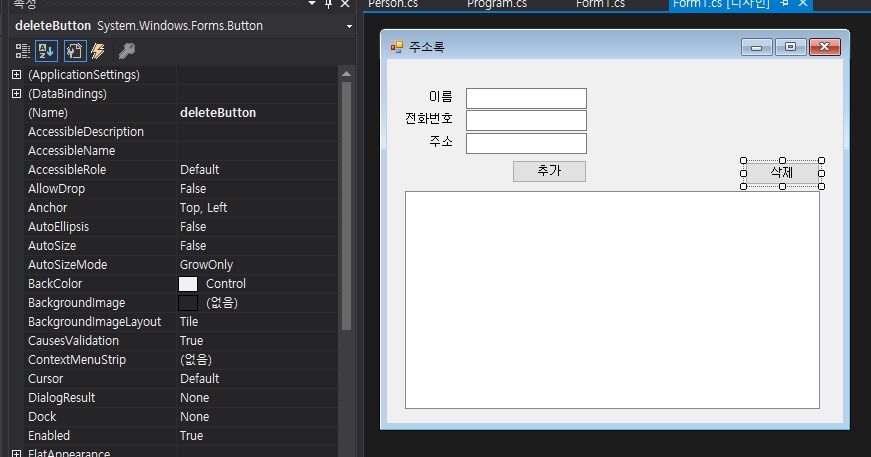 속성
deleteButton System.Windows.Forms.Button
(ApplicationSettings)
(DataBindings)
(Name) deleteButton
AccessibleDescription
AccessibleName
AccessibleRole Default
AllowDrop False
Anchor Top, Left
AutoEllipsis False
AutoSize False
AutoSizeMode GrowOnly
BackColor Control
BackgroundImage (없음)
BackgroundImageLayout Tile
CausesValidation True
ContextMenuStrip (없음)
Cursor Default
DialogResult None
Dock None
Enabled True
FlatAppearance
Person.cs Program.cs Form1.cs Form1.cs [디자인]
주소록
이름
전화번호
주소
추가 삭제